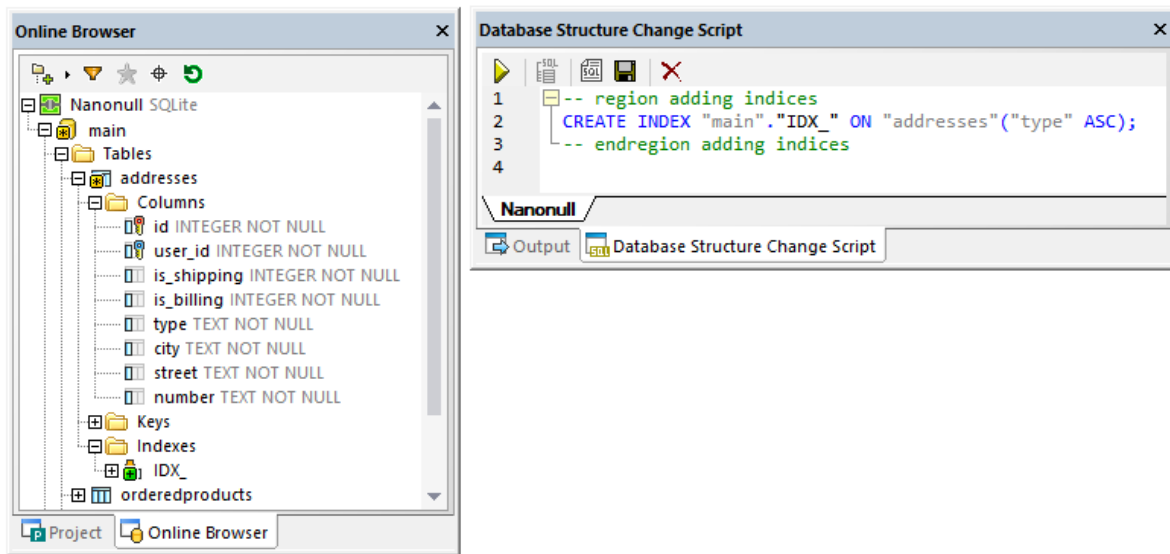 Online Browser
Nanonull SQLite
main
Tables
addresses
Columns
id INTEGER NOT NULL
user_id INTEGER NOT NULL
is_shipping INTEGER NOT NULL
is_billing INTEGER NOT NULL
type TEXT NOT NULL
city TEXT NOT NULL
street TEXT NOT NULL
number TEXT NOT NULL
Keys
Indexes
IDX_
orderedproducts
Project Online Browser
Database Structure Change Script
1 -- region adding indices
2 CREATE INDEX "main"."IDX_" ON "addresses"("type" ASC);
3 -- endregion adding indices
4
Nanonull
Output Database Structure Change Script